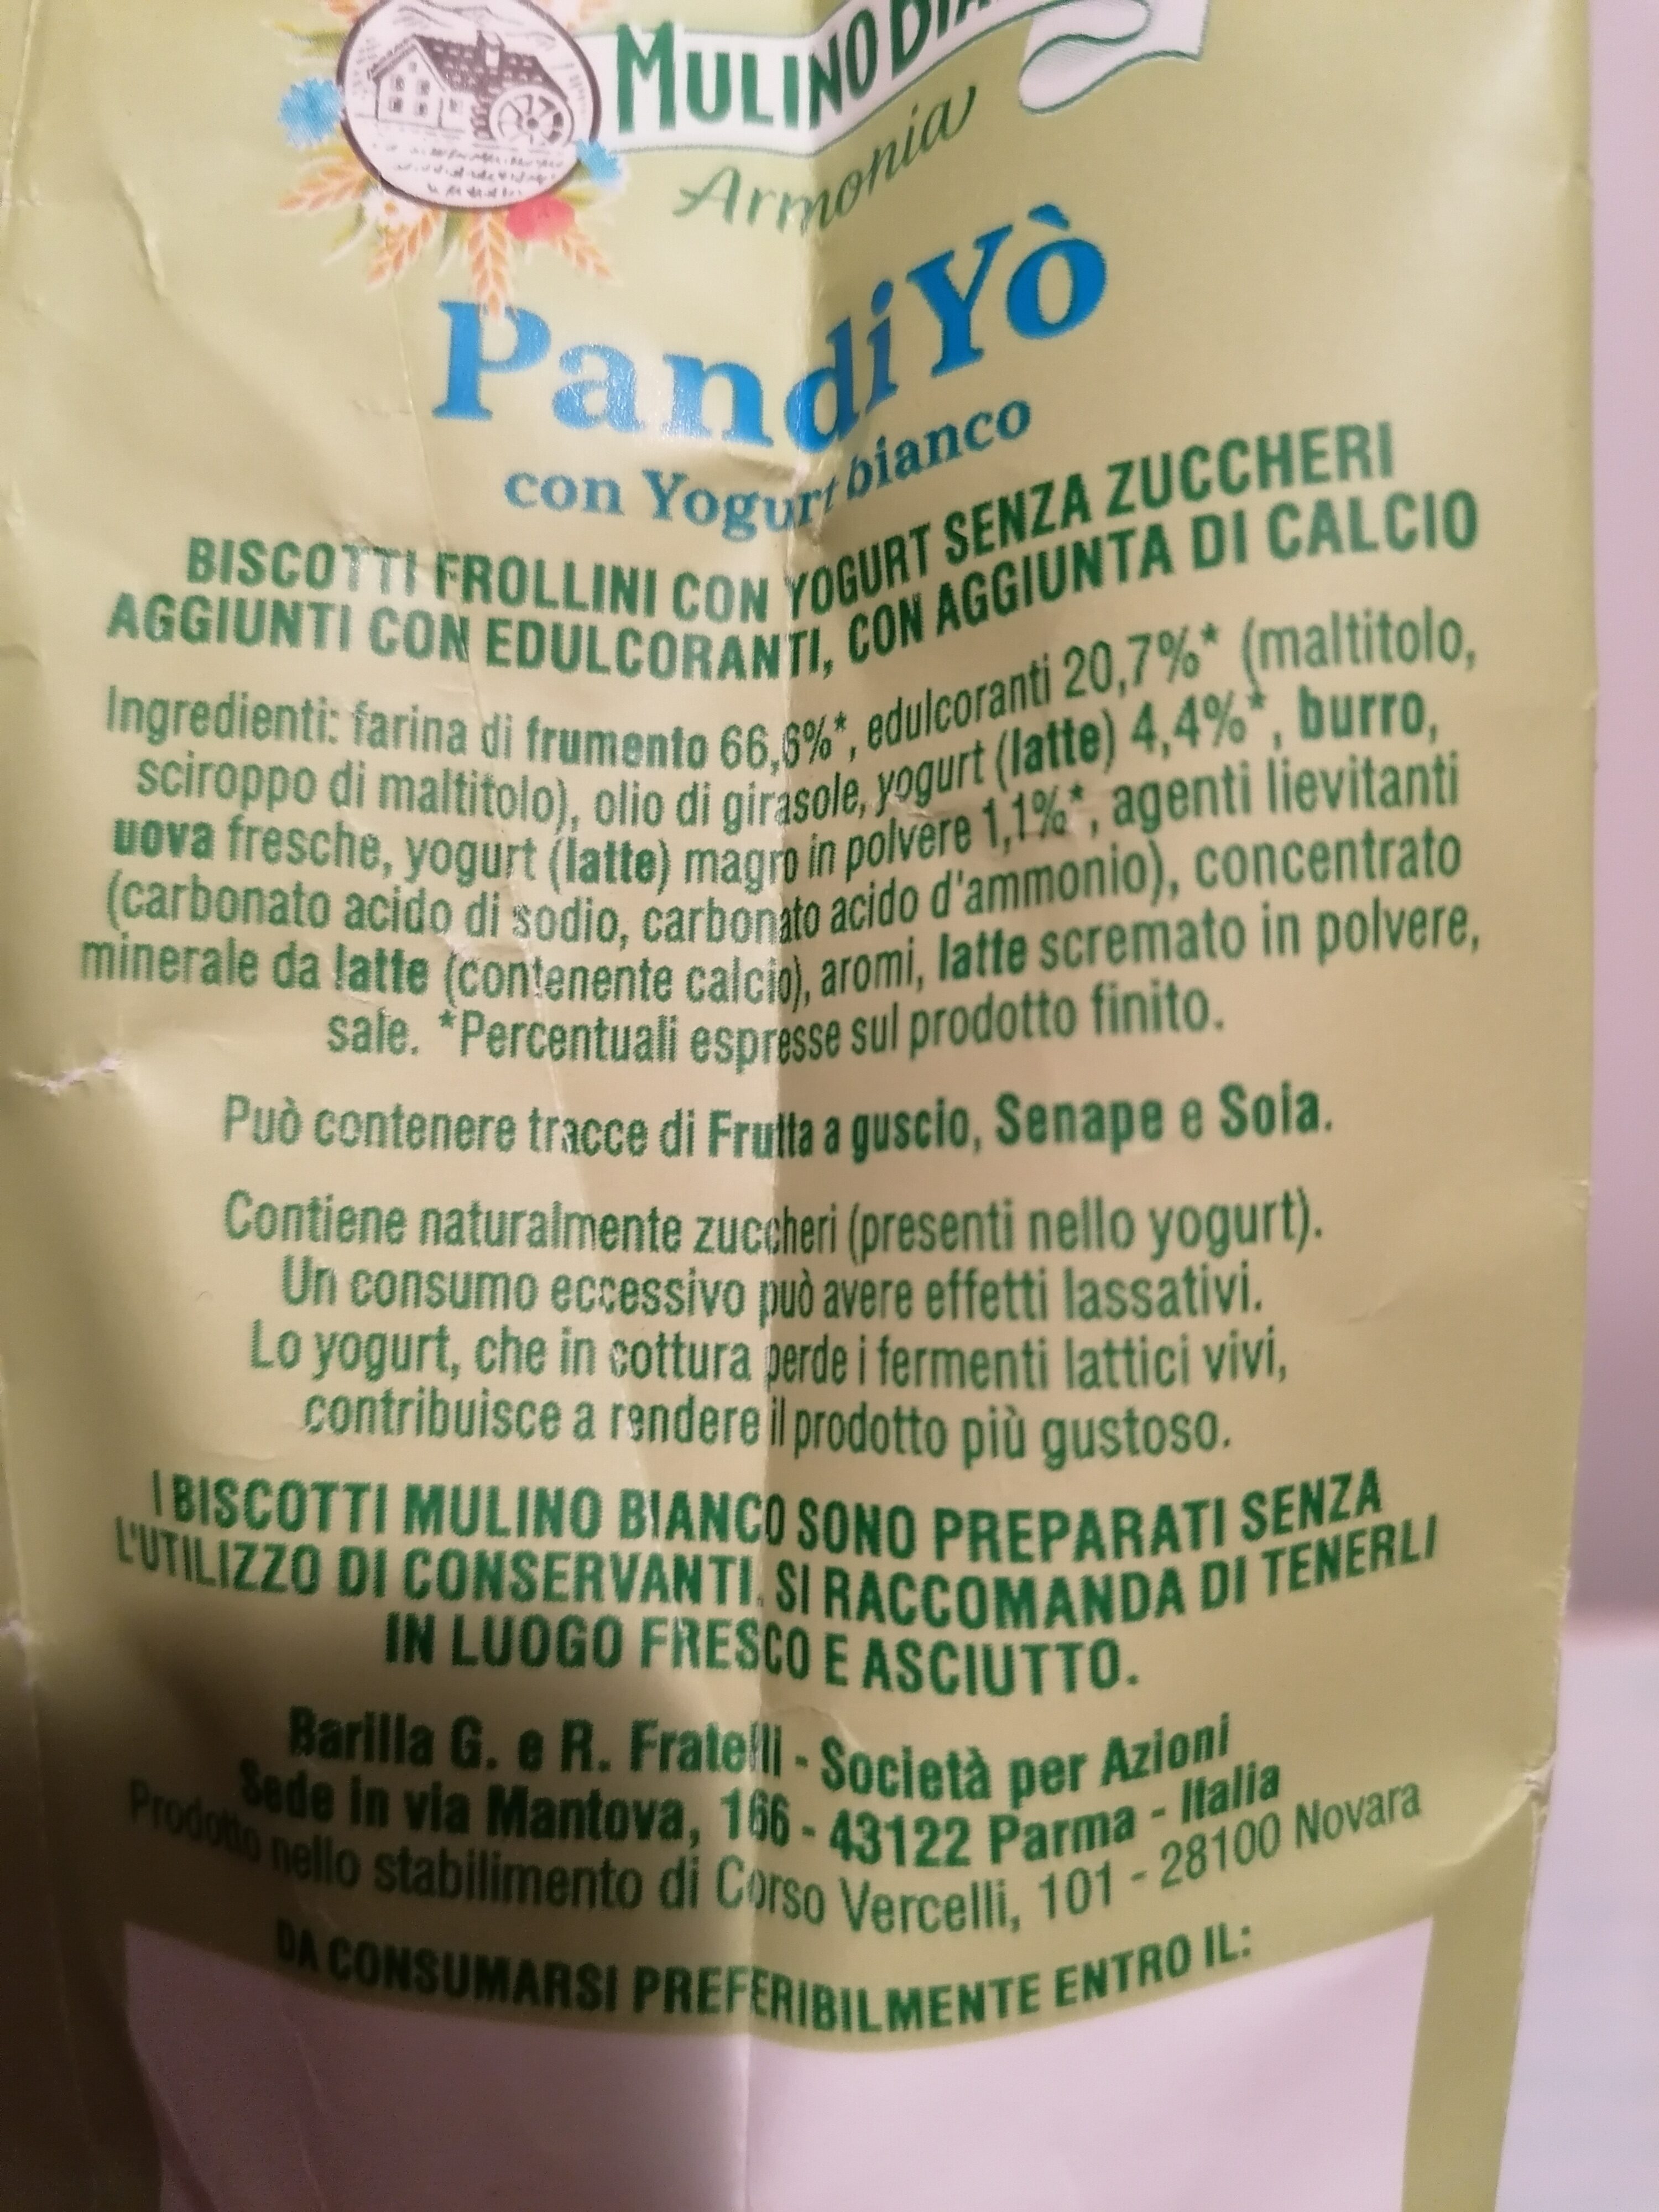 MULINO BIAN
Armonia
PandiYò
con Yogurt bianco
BISCOTTI FROLLINI CON YOGURT SENZA ZUCCHERI
AGGIUNTI CON EDULCORANTI, CON AGGIUNTA DI CALCIO
Ingredienti: farina di frumento 66,6%*, edulcoranti 20,7%* (maltitolo,
sciroppo di maltitolo), olio di girasole, yogurt (latte) 4,4%*, burro,
uova fresche, yogurt (latte) magro in polvere 1,1%*, agenti lievitanti
(carbonato acido di sodio, carbonato acido d'ammonio), concentrato
minerale da latte (contenente calcio), aromi, latte scremato in polvere,
sale. *Percentuali espresse sul prodotto finito.
Può contenere tracce di Frutta a guscio, Senape e Soia.
Contiene naturalmente zuccheri (presenti nello yogurt).
Un consumo eccessivo può avere effetti lassativi.
Lo yogurt, che in cottura perde i fermenti lattici vivi,
contribuisce a rendere il prodotto più gustoso.
I BISCOTTI MULINO BIANCO SONO PREPARATI SENZA
L'UTILIZZO DI CONSERVANTI. SI RACCOMANDA DI TENERLI
IN LUOGO FRESCO E ASCIUTTO.
Barilla G. e R. Fratelli - Società per Azioni
Sede in via Mantova, 166 - 43122 Parma - Italia
Prodotto nello stabilimento di Corso Vercelli, 101 - 28100 Novara
DA CONSUMARSI PREFERIBILMENTE ENTRO IL: